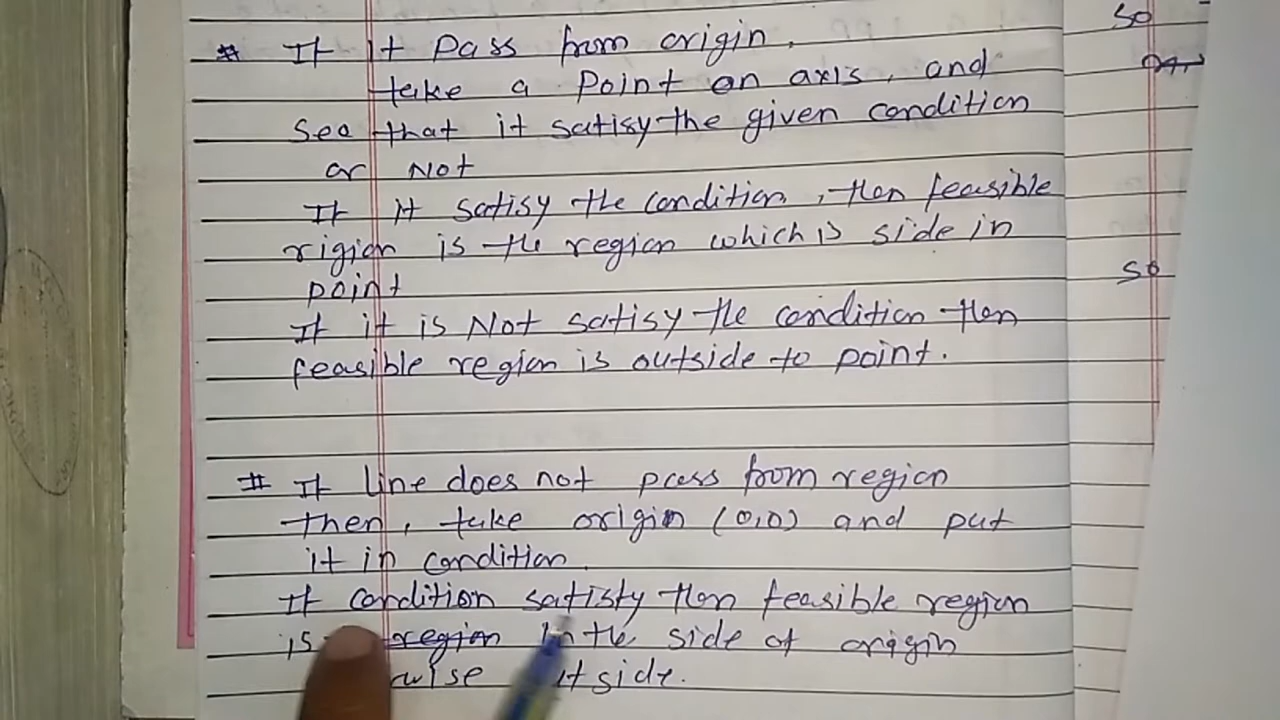 # If it pass from origin,
take a point on axis, and
see that it satisy the given condition
or Not
If it satisy the condition, then feasible
rigion is the region which is side in
point
If it is Not satisy the condition then
feasible region is outside to point.
# If line does not pass from region
then, take origin (0,0) and put
it in condition.
If condition satisfy then feasible region
is region in the side of origin
wise tside.
So
So